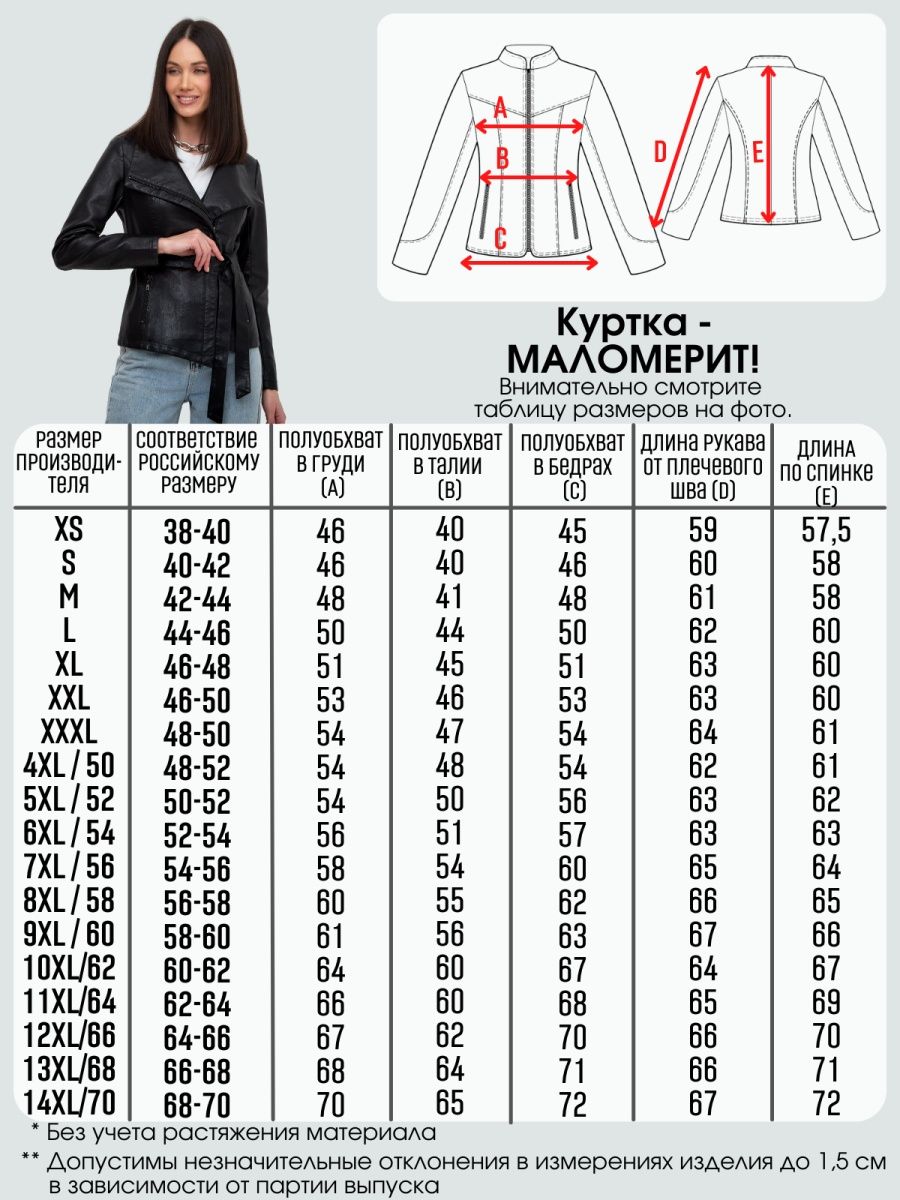 A
B
C
D
E
Куртка -
МАЛОМЕРИТ!
Внимательно смотрите
таблицу размеров на фото.
размер производи-теля | соответствие российскому размеру | полуобхват в груди (A) | полуобхват в талии (B) | полуобхват в бедрах (C) | длина рукава от плечевого шва (D) | длина по спинке (E)
XS 38-40 46 40 45 59 57,5
S 40-42 46 40 46 60 58
M 42-44 48 41 48 61 58
L 44-46 50 44 50 62 60
XL 46-48 51 45 51 63 60
XXL 46-50 53 46 53 63 60
XXXL 48-50 54 47 54 64 61
4XL / 50 48-52 54 48 54 62 61
5XL / 52 50-52 54 50 56 63 62
6XL / 54 52-54 56 51 57 63 63
7XL / 56 54-56 58 54 60 65 64
8XL / 58 56-58 60 55 62 66 65
9XL / 60 58-60 61 56 63 67 66
10XL/62 60-62 64 60 67 64 67
11XL/64 62-64 66 60 68 65 69
12XL/66 64-66 67 62 70 66 70
13XL/68 66-68 68 64 71 66 71
14XL/70 68-70 70 65 72 67 72
* Без учета растяжения материала
** Допустимы незначительные отклонения в измерениях изделия до 1,5 см
в зависимости от партии выпуска